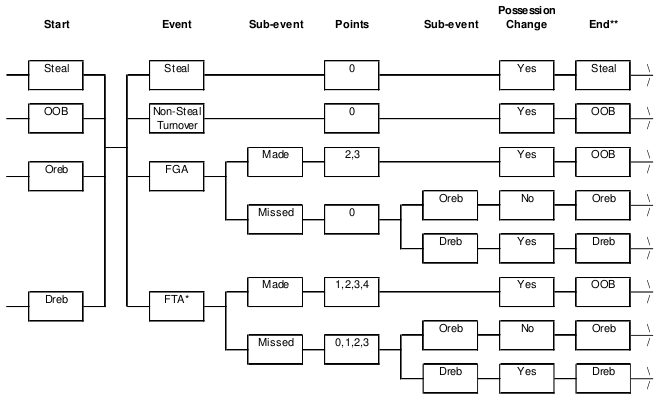 Start Event Sub-event Points Sub-event Possession Change End**
Steal Steal 0 Yes Steal \ /
OOB Non-Steal Turnover 0 Yes OOB \ /
Oreb FGA Made 2,3 Yes OOB \ /
Missed 0 Oreb No Oreb \ /
Dreb Yes Dreb \ /
Dreb FTA* Made 1,2,3,4 Yes OOB \ /
Missed 0,1,2,3 Oreb No Oreb \ /
Dreb Yes Dreb \ /